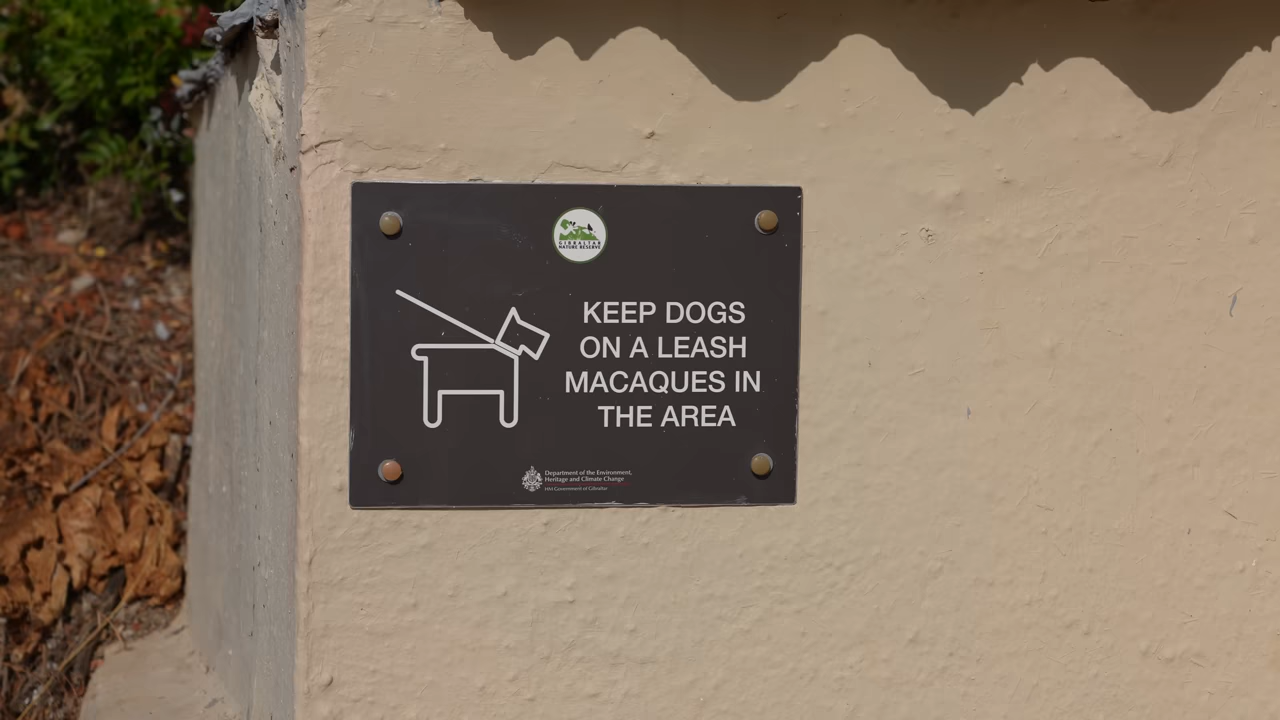 GIBRALTAR
NATURE RESERVE
KEEP DOGS
ON A LEASH
MACAQUES IN
THE AREA
Department of the Environment,
Heritage and Climate Change
HM Government of Gibraltar